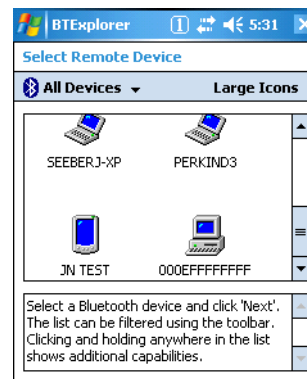 BTExplorer 1 5:31
Select Remote Device
All Devices Large Icons
SEEBERJ-XP PERKIND3
JN TEST 000EFFFFFFFF
Select a Bluetooth device and click 'Next'.
The list can be filtered using the toolbar.
Clicking and holding anywhere in the list
shows additional capabilities.